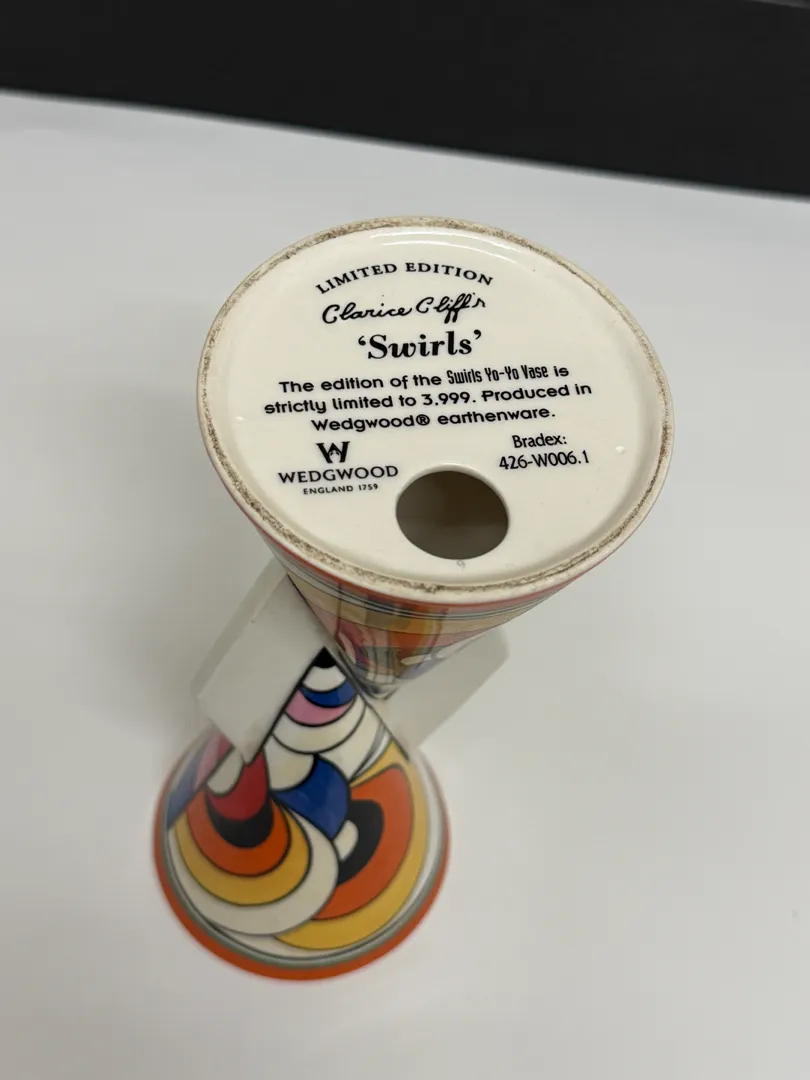 LIMITED EDITION
Clarice Cliff's
‘Swirls’
The edition of the Swirls Yo-Yo Vase is
strictly limited to 3.999. Produced in
Wedgwood® earthenware.
W
WEDGWOOD
ENGLAND 1759
Bradex:
426-W006.1